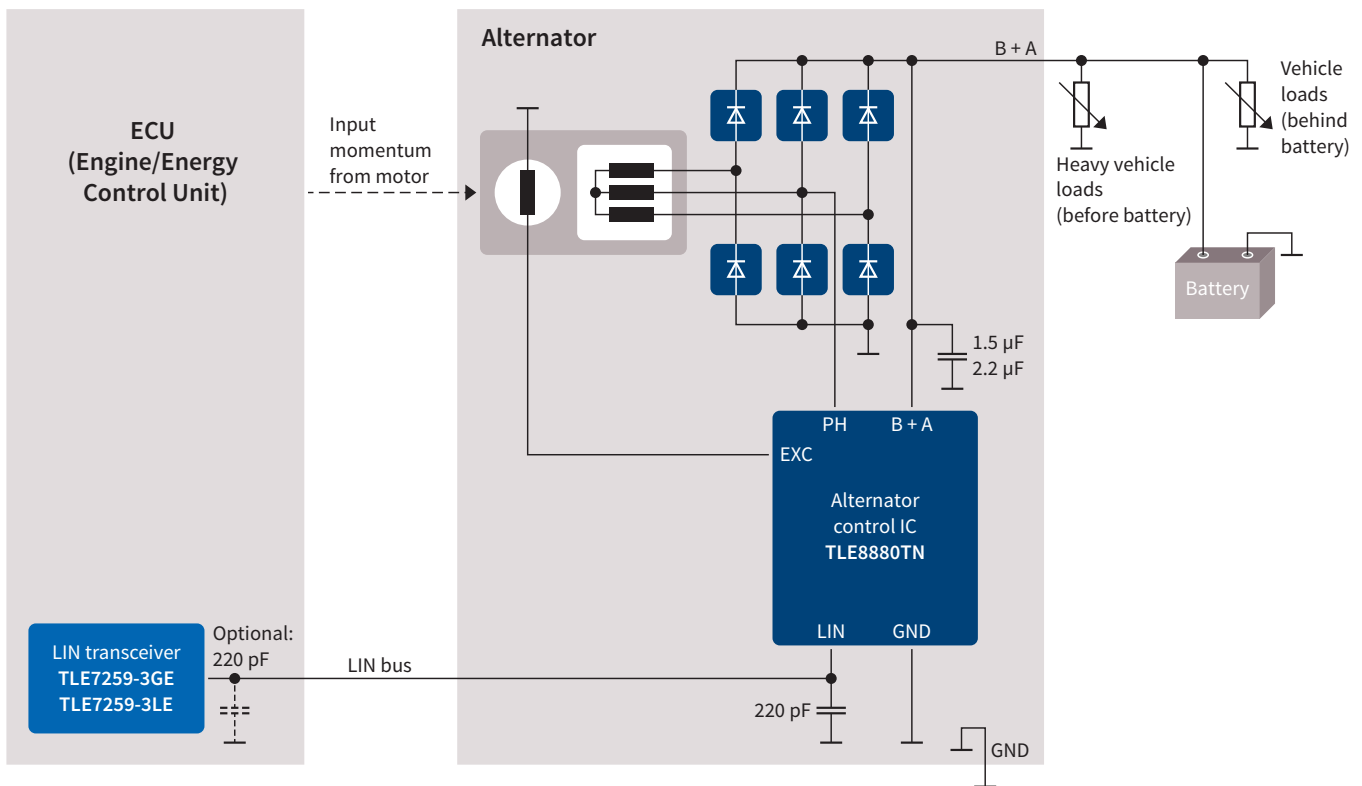 Alternator
ECU
(Engine/Energy
Control Unit)
Input
momentum
from motor
B + A
Heavy vehicle
loads
(before battery)
Vehicle
loads
(behind
battery)
Battery
1.5 µF
2.2 µF
PH
B + A
EXC
Alternator
control IC
TLE8880TN
LIN
GND
LIN transceiver
TLE7259-3GE
TLE7259-3LE
Optional:
220 pF
LIN bus
220 pF
GND